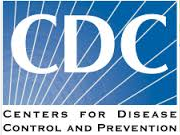 CDC
CENTERS FOR DISEASE
CONTROL AND PREVENTION